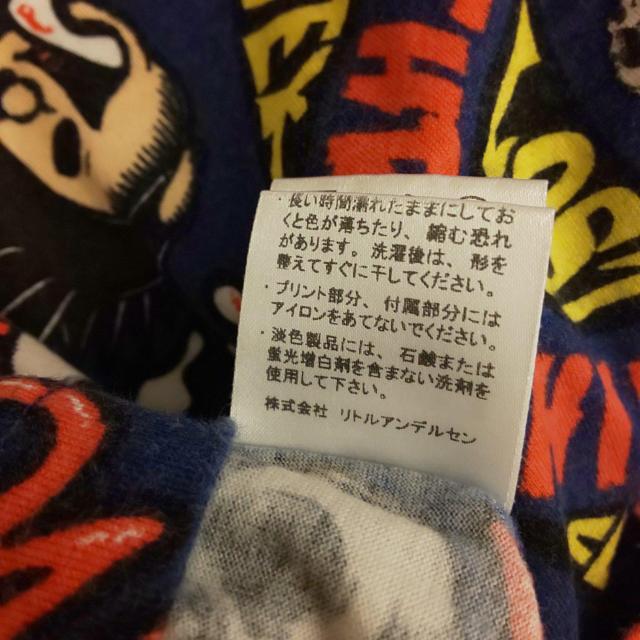 ・長い時間濡れたままにしてお
くと色が落ちたり、縮む恐れ
があります。洗濯後は、形を
整えてすぐに干してください。
・プリント部分、付属部分には
アイロンをあてないでください。
・淡色製品には、石鹸または
蛍光増白剤を含まない洗剤を
使用して下さい。
株式会社 リトルアンデルセン